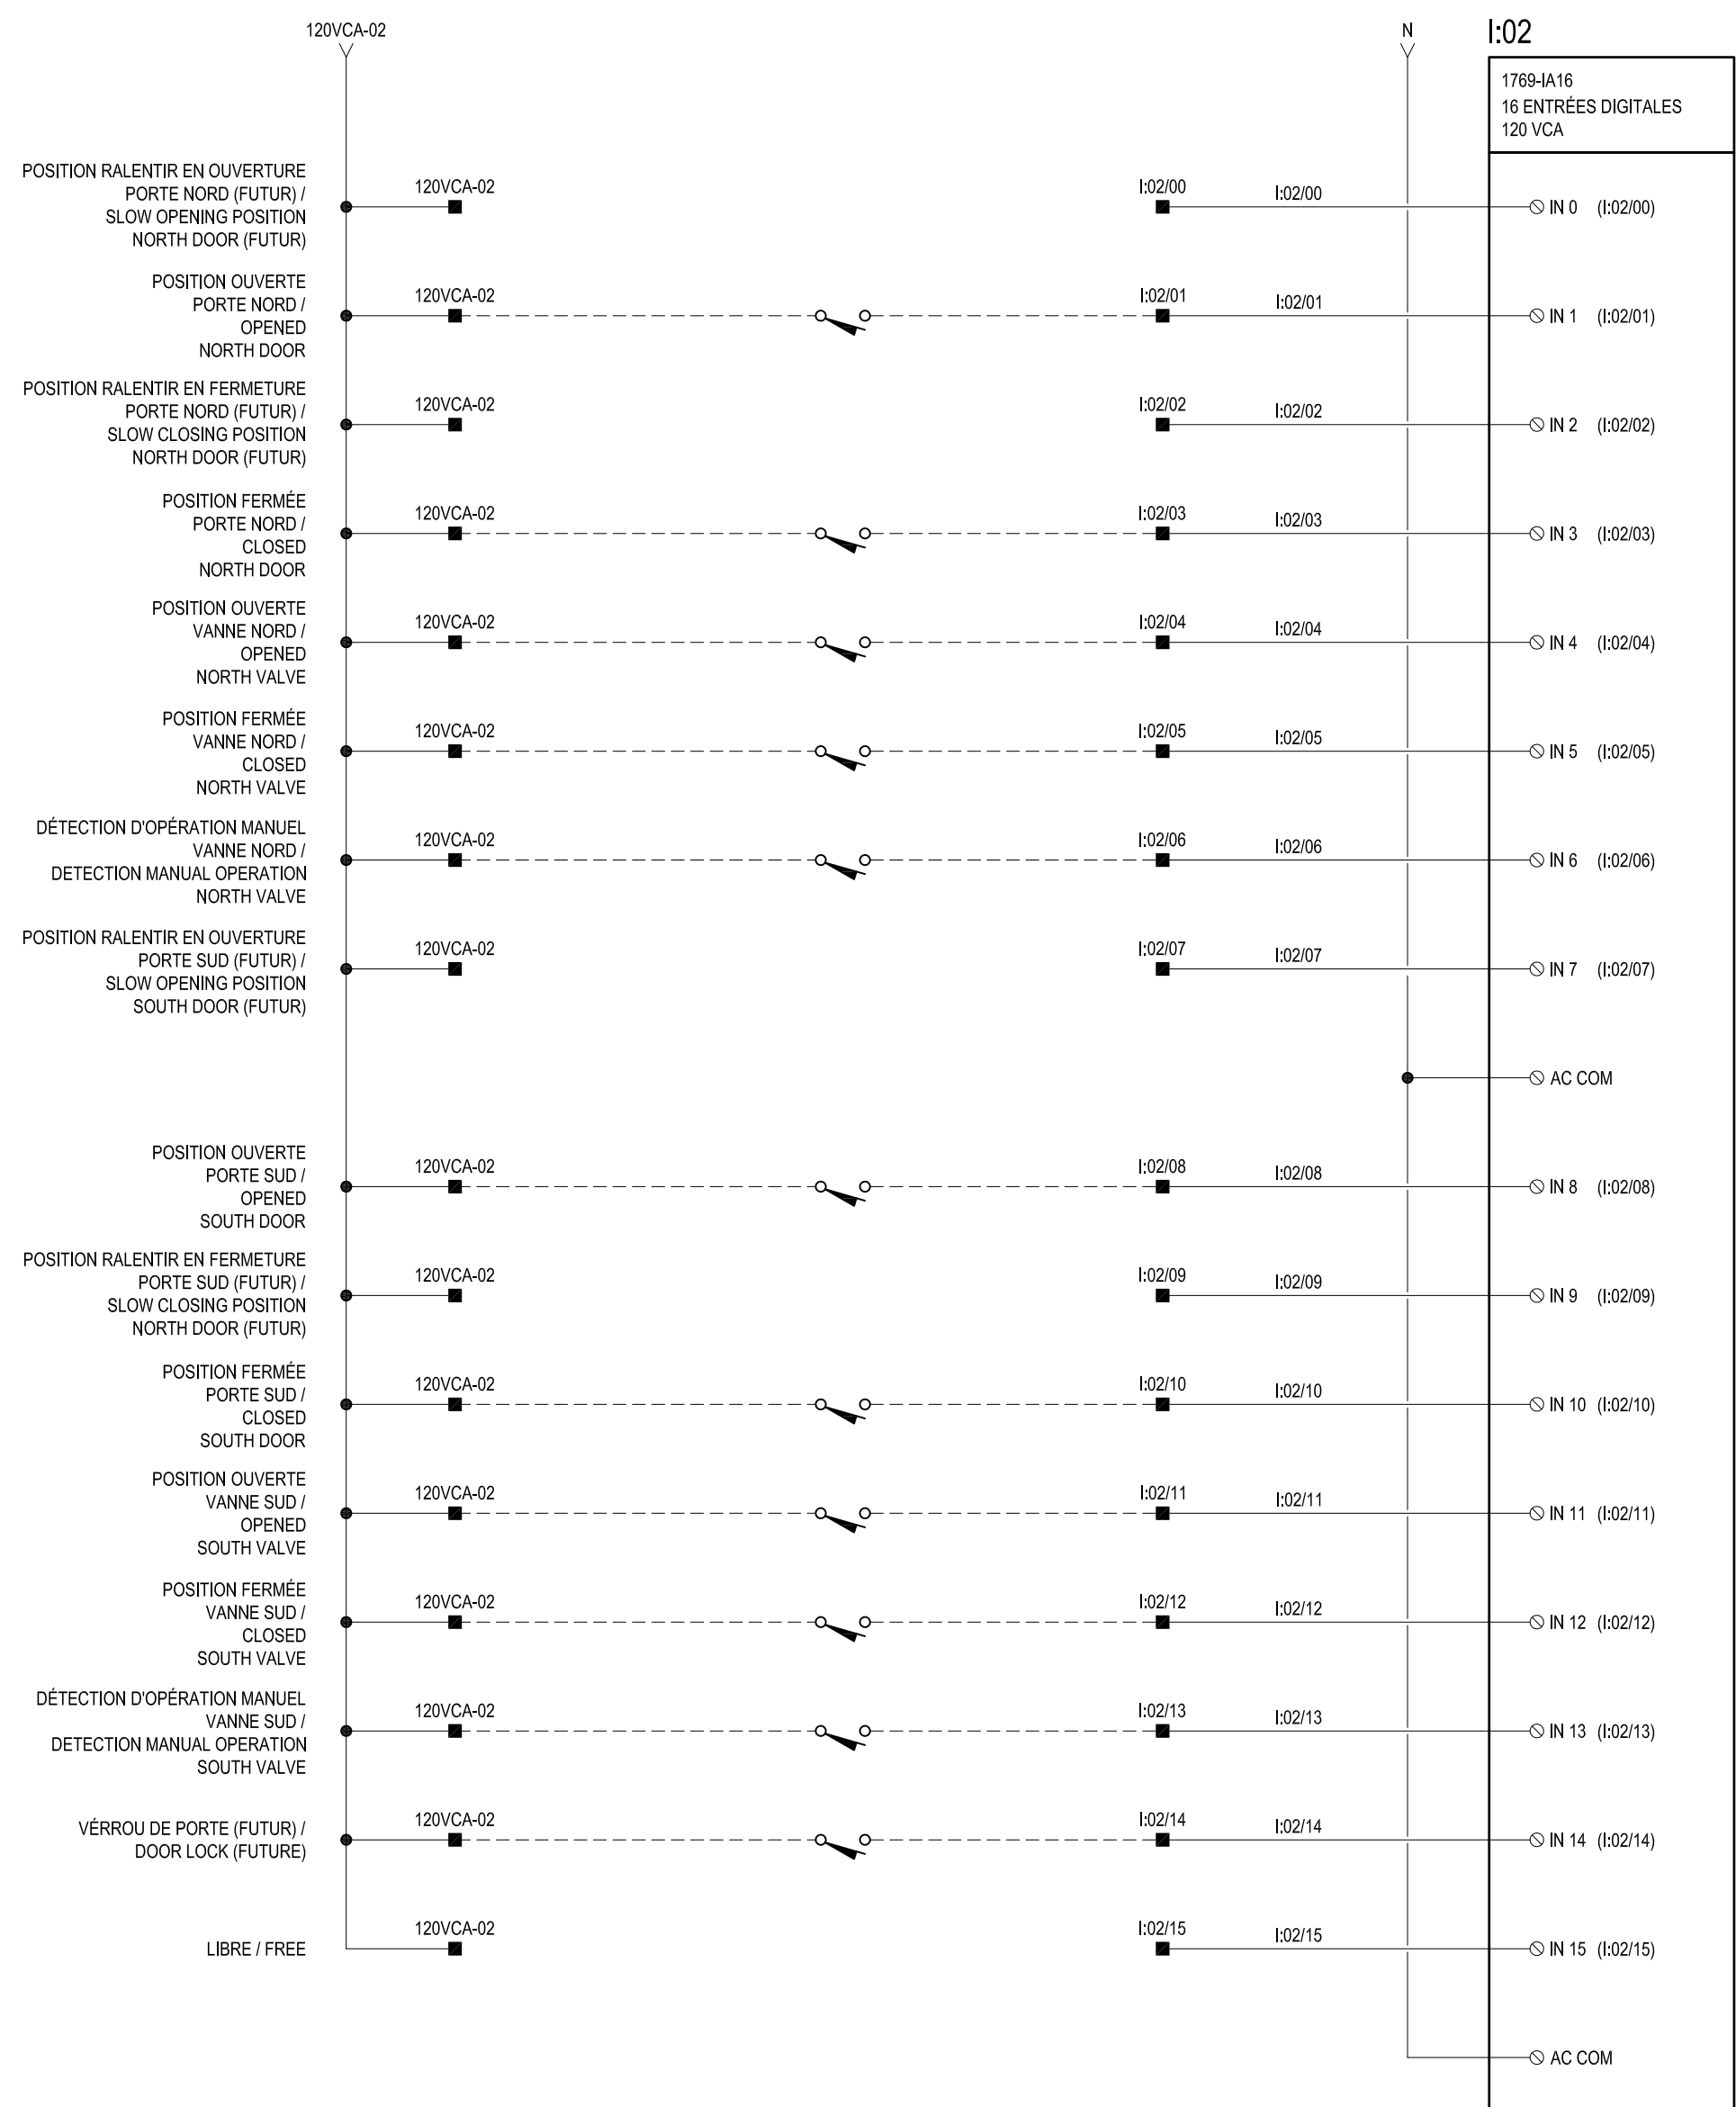 120VCA-02
N
I:02
1769-IA16
16 ENTRÉES DIGITALES
120 VCA
POSITION RALENTIR EN OUVERTURE
PORTE NORD (FUTUR) /
SLOW OPENING POSITION
NORTH DOOR (FUTUR)
120VCA-02
I:02/00
I:02/00
IN 0 (I:02/00)
POSITION OUVERTE
PORTE NORD /
OPENED
NORTH DOOR
120VCA-02
I:02/01
I:02/01
IN 1 (I:02/01)
POSITION RALENTIR EN FERMETURE
PORTE NORD (FUTUR) /
SLOW CLOSING POSITION
NORTH DOOR (FUTUR)
120VCA-02
I:02/02
I:02/02
IN 2 (I:02/02)
POSITION FERMÉE
PORTE NORD /
CLOSED
NORTH DOOR
120VCA-02
I:02/03
I:02/03
IN 3 (I:02/03)
POSITION OUVERTE
VANNE NORD /
OPENED
NORTH VALVE
120VCA-02
I:02/04
I:02/04
IN 4 (I:02/04)
POSITION FERMÉE
VANNE NORD /
CLOSED
NORTH VALVE
120VCA-02
I:02/05
I:02/05
IN 5 (I:02/05)
DÉTECTION D'OPÉRATION MANUEL
VANNE NORD /
DETECTION MANUAL OPERATION
NORTH VALVE
120VCA-02
I:02/06
I:02/06
IN 6 (I:02/06)
POSITION RALENTIR EN OUVERTURE
PORTE SUD (FUTUR) /
SLOW OPENING POSITION
SOUTH DOOR (FUTUR)
120VCA-02
I:02/07
I:02/07
IN 7 (I:02/07)
AC COM
POSITION OUVERTE
PORTE SUD /
OPENED
SOUTH DOOR
120VCA-02
I:02/08
I:02/08
IN 8 (I:02/08)
POSITION RALENTIR EN FERMETURE
PORTE SUD (FUTUR) /
SLOW CLOSING POSITION
NORTH DOOR (FUTUR)
120VCA-02
I:02/09
I:02/09
IN 9 (I:02/09)
POSITION FERMÉE
PORTE SUD /
CLOSED
SOUTH DOOR
120VCA-02
I:02/10
I:02/10
IN 10 (I:02/10)
POSITION OUVERTE
VANNE SUD /
OPENED
SOUTH VALVE
120VCA-02
I:02/11
I:02/11
IN 11 (I:02/11)
POSITION FERMÉE
VANNE SUD /
CLOSED
SOUTH VALVE
120VCA-02
I:02/12
I:02/12
IN 12 (I:02/12)
DÉTECTION D'OPÉRATION MANUEL
VANNE SUD /
DETECTION MANUAL OPERATION
SOUTH VALVE
120VCA-02
I:02/13
I:02/13
IN 13 (I:02/13)
VÉRROU DE PORTE (FUTUR) /
DOOR LOCK (FUTURE)
120VCA-02
I:02/14
I:02/14
IN 14 (I:02/14)
LIBRE / FREE
120VCA-02
I:02/15
I:02/15
IN 15 (I:02/15)
AC COM